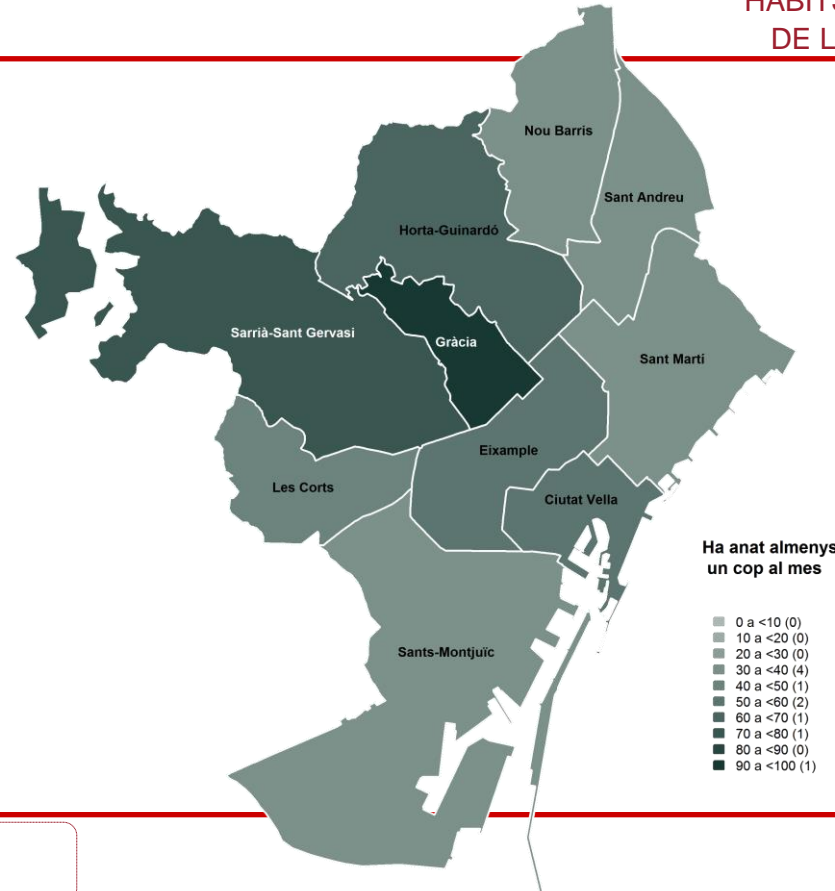 HÀBITS
DE L
Nou Barris
Sant Andreu
Horta-Guinardó
Sarrià-Sant Gervasi
Gràcia
Sant Martí
Eixample
Les Corts
Ciutat Vella
Sants-Montjuïc
Ha anat almenys
un cop al mes
0 a <10 (0)
10 a <20 (0)
20 a <30 (0)
30 a <40 (4)
40 a <50 (1)
50 a <60 (2)
60 a <70 (1)
70 a <80 (1)
80 a <90 (0)
90 a <100 (1)